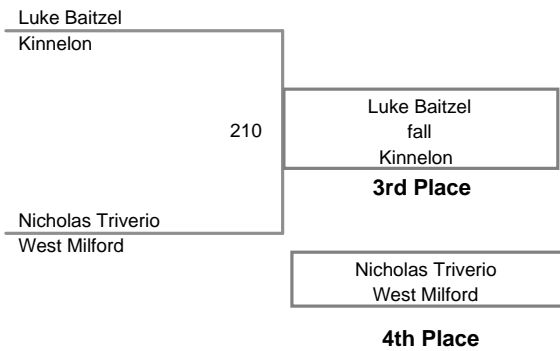 Luke Baitzel
Kinnelon
210
Luke Baitzel
fall
Kinnelon
3rd Place
Nicholas Triverio
West Milford
Nicholas Triverio
West Milford
4th Place